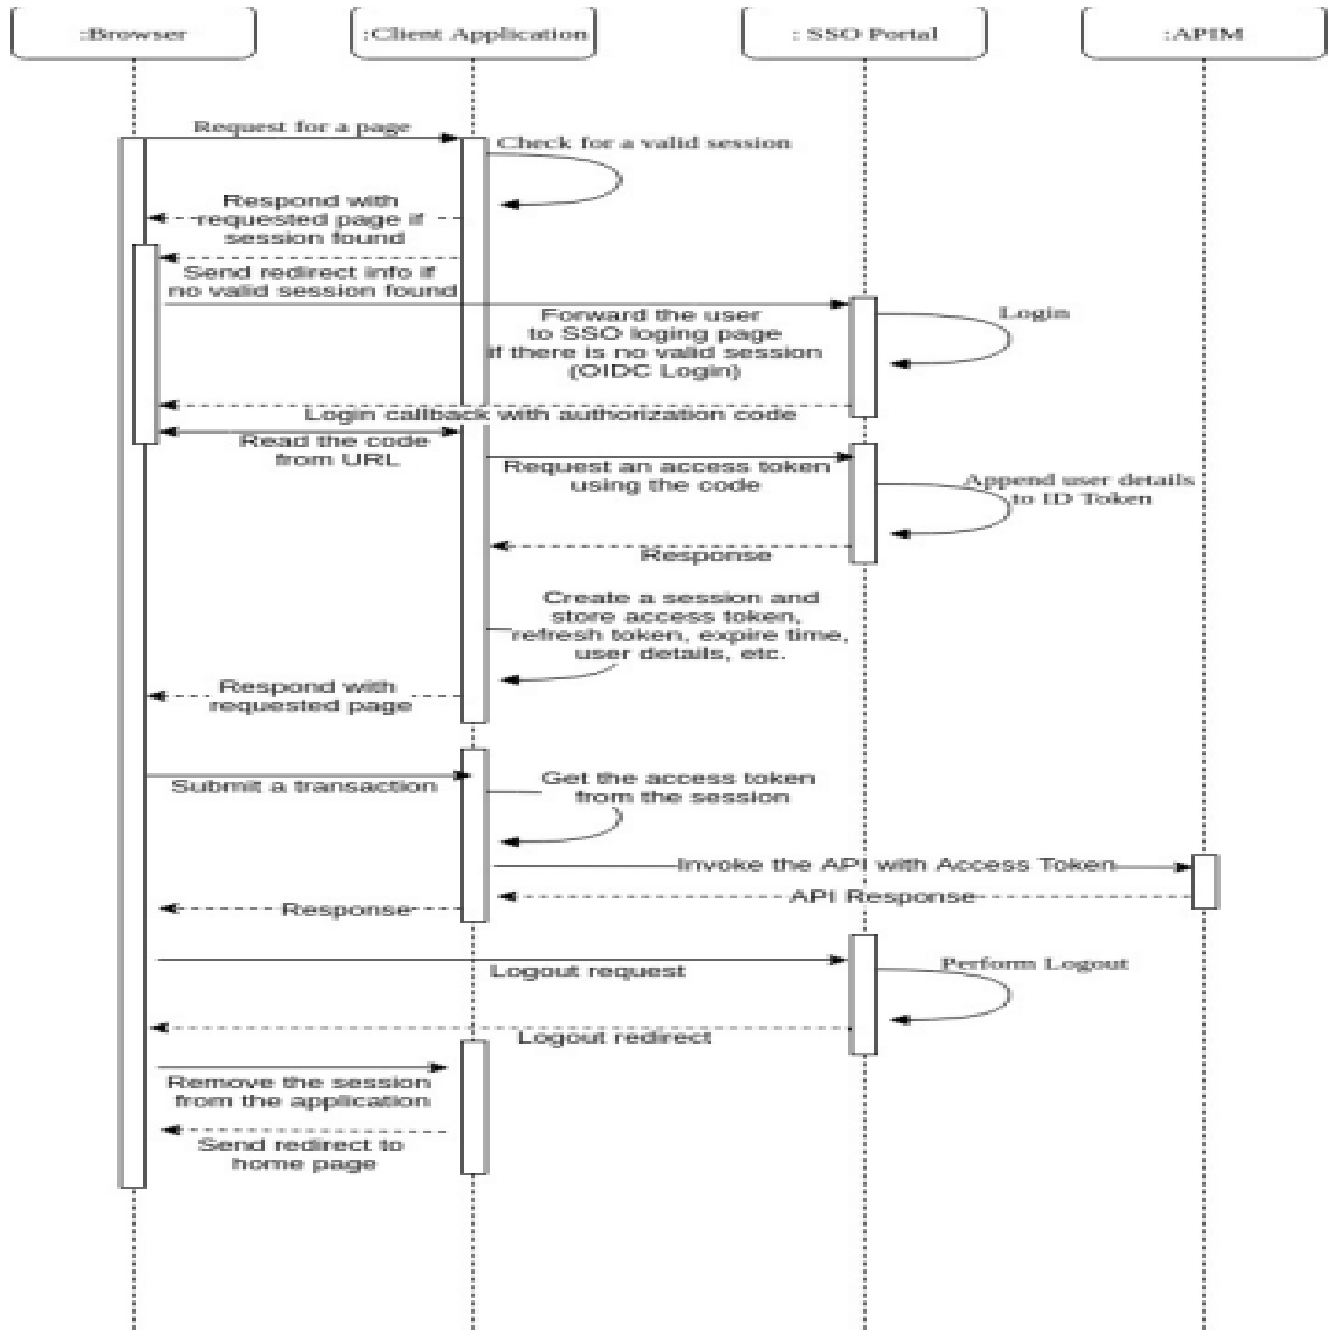 :Browser
:Client Application
: SSO Portal
:APIM
Request for a page
Check for a valid session
Respond with
requested page if
session found
Send redirect info if
no valid session found
Forward the user
to SSO loging page
if there is no valid session
(OIDC Login)
Login
Login callback with authorization code
Read the code
from URL
Request an access token
using the code
Append user details
to ID Token
Response
Create a session and
store access token,
refresh token, expire time,
user details, etc.
Respond with
requested page
Submit a transaction
Get the access token
from the session
Invoke the API with Access Token
API Response
Response
Logout request
Perform Logout
Logout redirect
Remove the session
from the application
Send redirect to
home page